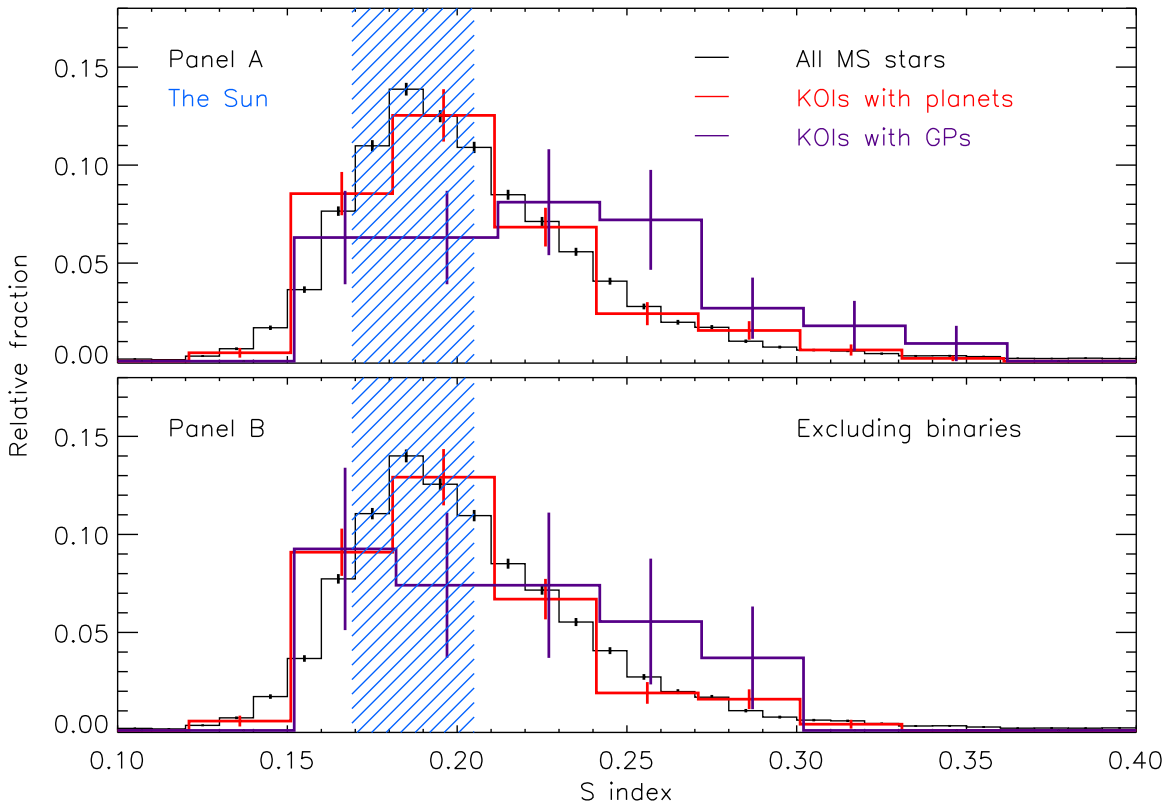 Panel A
The Sun
All MS stars
KOIs with planets
KOIs with GPs
0.15
0.10
0.05
0.00
Relative fraction
Panel B
Excluding binaries
0.15
0.10
0.05
0.00
0.10 0.15 0.20 0.25 0.30 0.35 0.40
S index